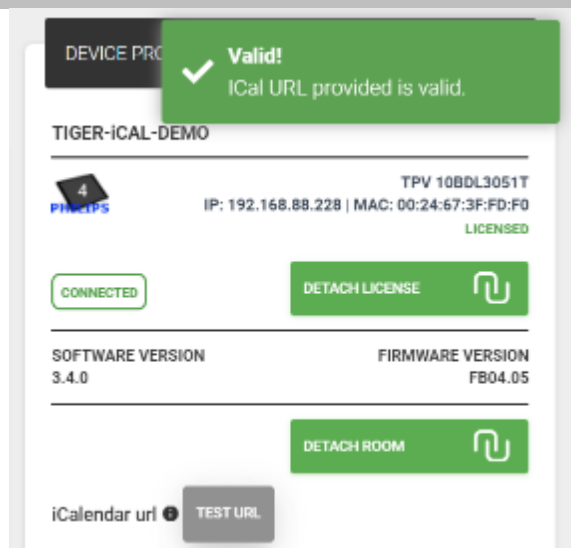 DEVICE PRO
Valid!
ICal URL provided is valid.
TIGER-iCAL-DEMO
4
PHILIPS
TPV 10BDL3051T
IP: 192.168.88.228 | MAC: 00:24:67:3F:FD:F0
LICENSED
CONNECTED
DETACH LICENSE
SOFTWARE VERSION
3.4.0
FIRMWARE VERSION
FB04.05
DETACH ROOM
iCalendar url
TEST URL